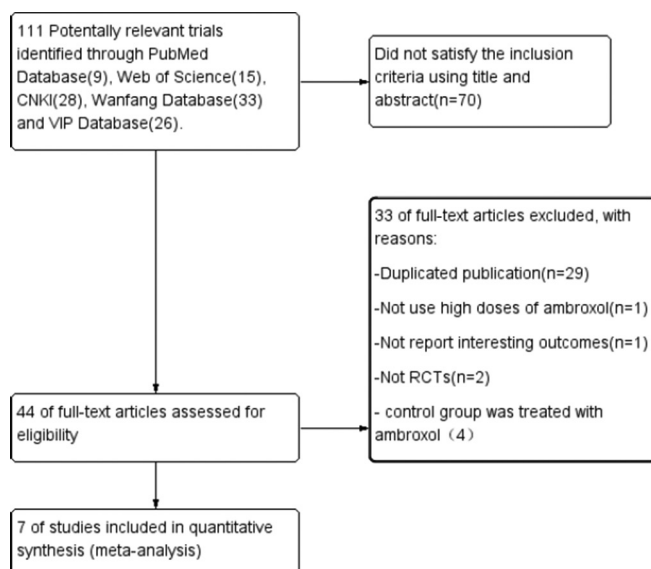 111 Potentially relevant trials
identified through PubMed
Database(9), Web of Science(15),
CNKI(28), Wanfang Database(33)
and VIP Database(26).
Did not satisfy the inclusion
criteria using title and
abstract(n=70)
33 of full-text articles excluded, with
reasons:
-Duplicated publication(n=29)
-Not use high doses of ambroxol(n=1)
-Not report interesting outcomes(n=1)
-Not RCTs(n=2)
- control group was treated with
ambroxol（4）
44 of full-text articles assessed for
eligibility
7 of studies included in quantitative
synthesis (meta-analysis)